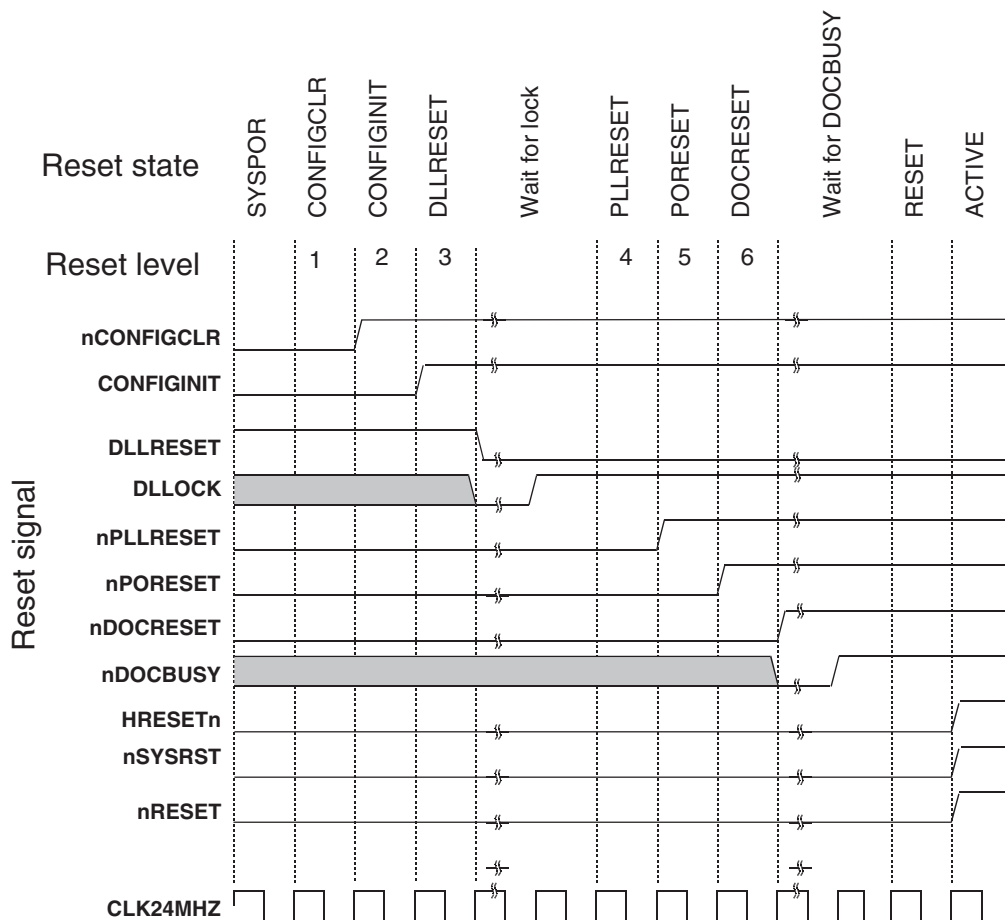 Reset state
SYSPOR
CONFIGCLR
CONFIGINIT
DLLRESET
Wait for lock
PLLRESET
PORESET
DOCRESET
Wait for DOCBUSY
RESET
ACTIVE
Reset level
1
2
3
4
5
6
Reset signal
nCONFIGCLR
CONFIGINIT
DLLRESET
DLLOCK
nPLLRESET
nPORESET
nDOCRESET
nDOCBUSY
HRESETn
nSYSRST
nRESET
CLK24MHZ